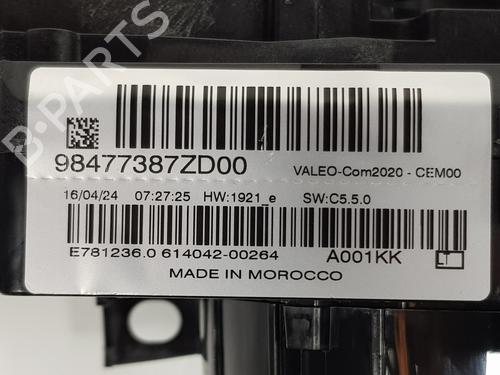 98477387ZD00
VALEO-Com2020 - CEM00
16/04/24 07:27:25 HW:1921_e SW:C5.5.0
E781236.0 614042-00264 A001KK LT
MADE IN MOROCCO
B-PARTS